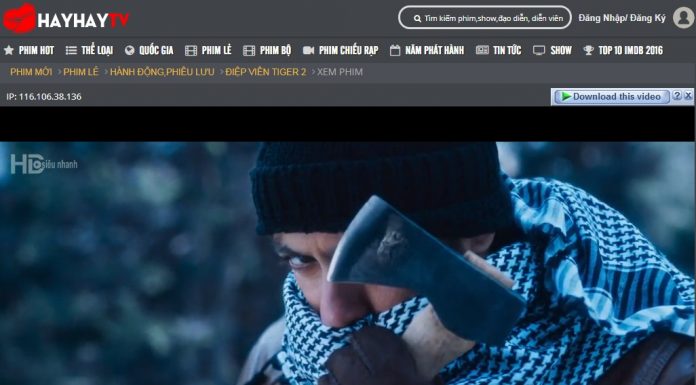 HAYHAYTV
Tìm kiếm phim,show,đạo diễn, diễn viên
Đăng Nhập/ Đăng Ký
PHIM HOT THỂ LOẠI QUỐC GIA PHIM LẺ PHIM BỘ PHIM CHIẾU RẠP NĂM PHÁT HÀNH TIN TỨC SHOW TOP 10 IMDB 2016
PHIM MỚI > PHIM LẺ > HÀNH ĐỘNG,PHIÊU LƯU > ĐIỆP VIÊN TIGER 2 > XEM PHIM
IP: 116.106.38.136
Download this video ? X
HD siêu nhanh